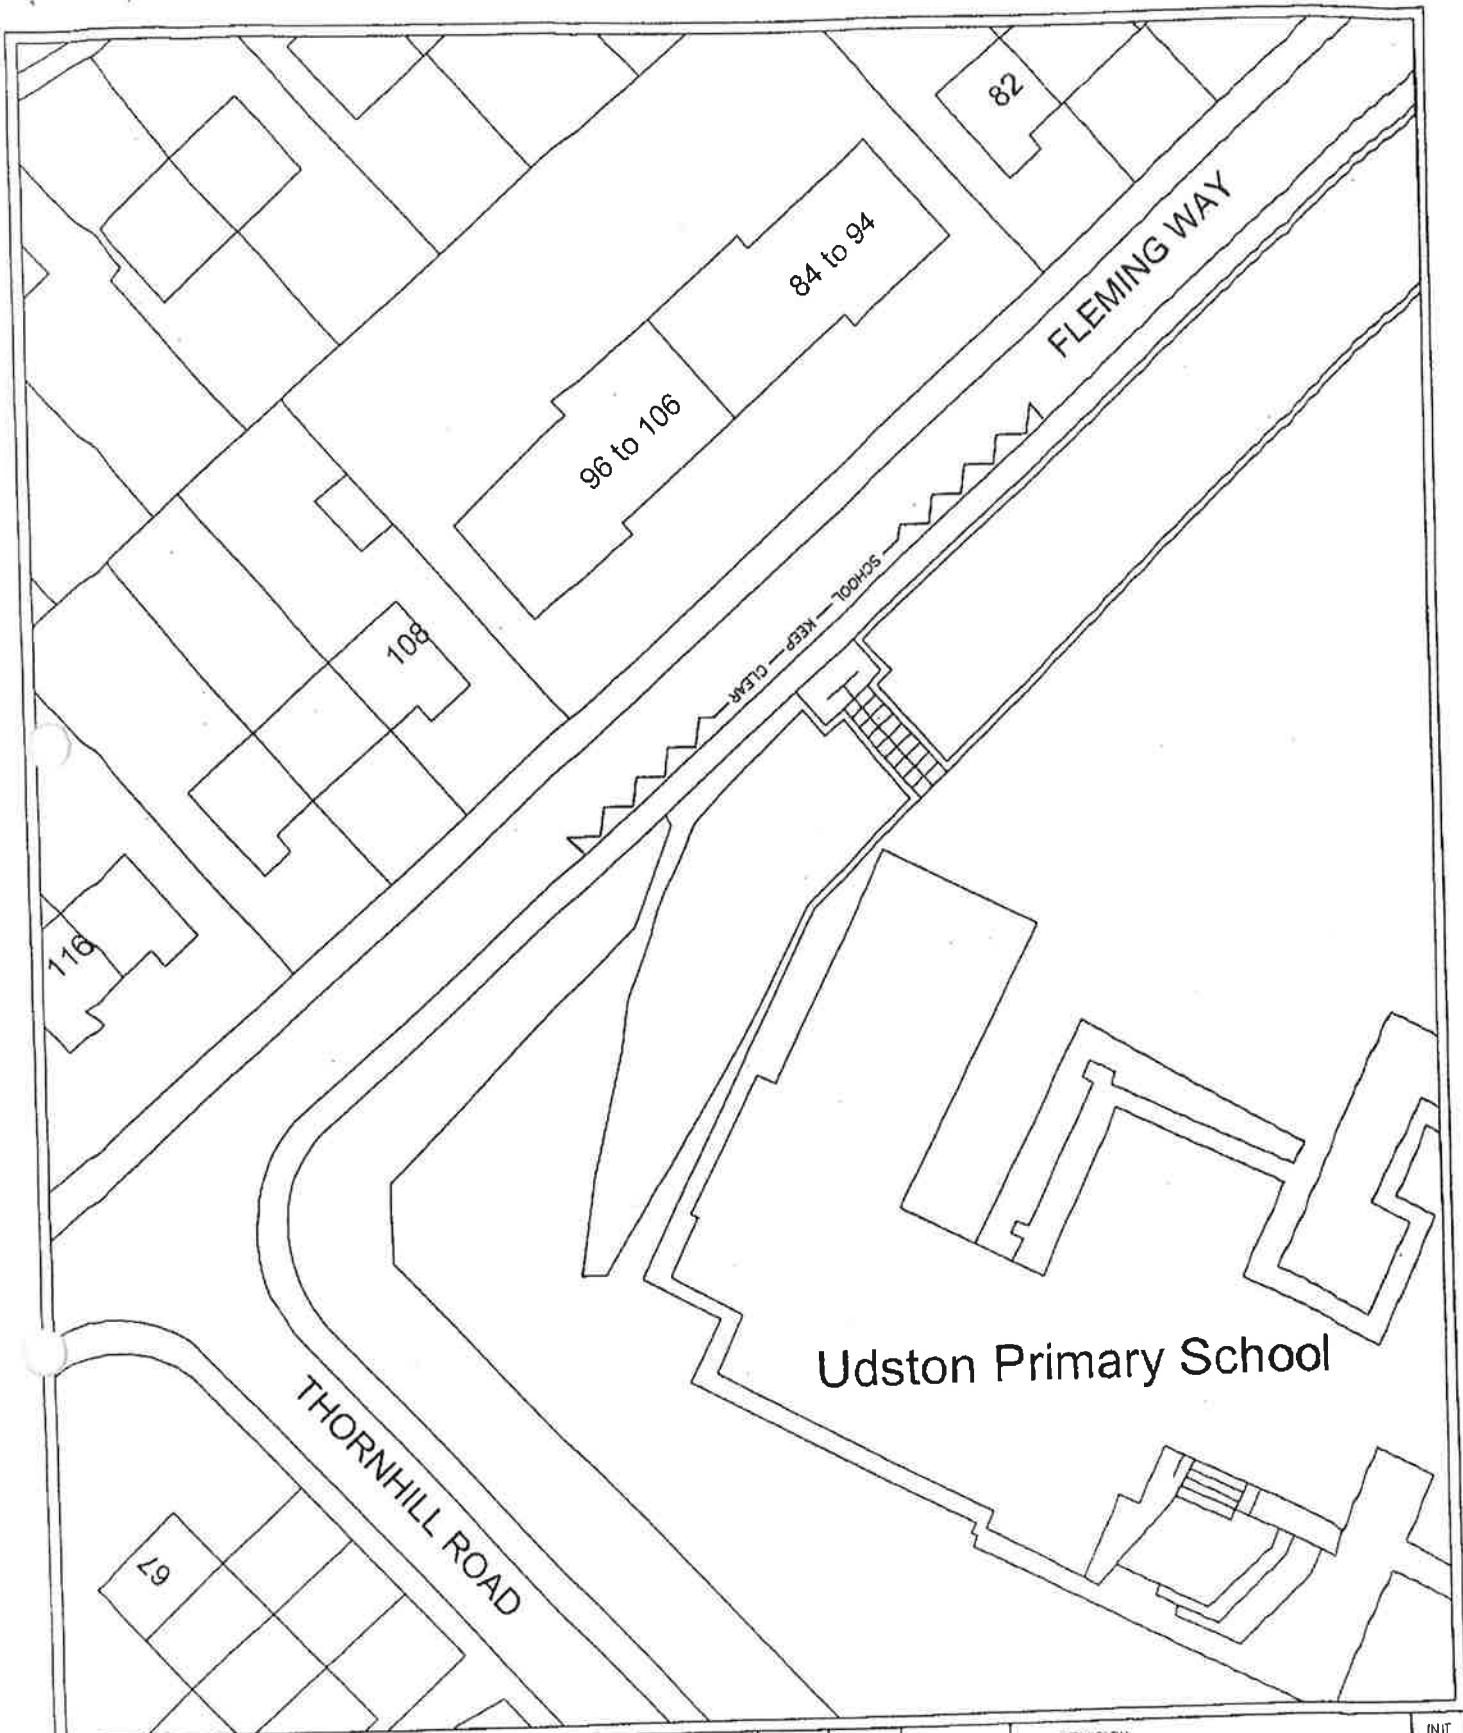 82
FLEMING WAY
84 to 94
96 to 106
SCHOOL
KEEP
CLEAR
108
116
Udston Primary School
THORNHILL ROAD
67
INIT